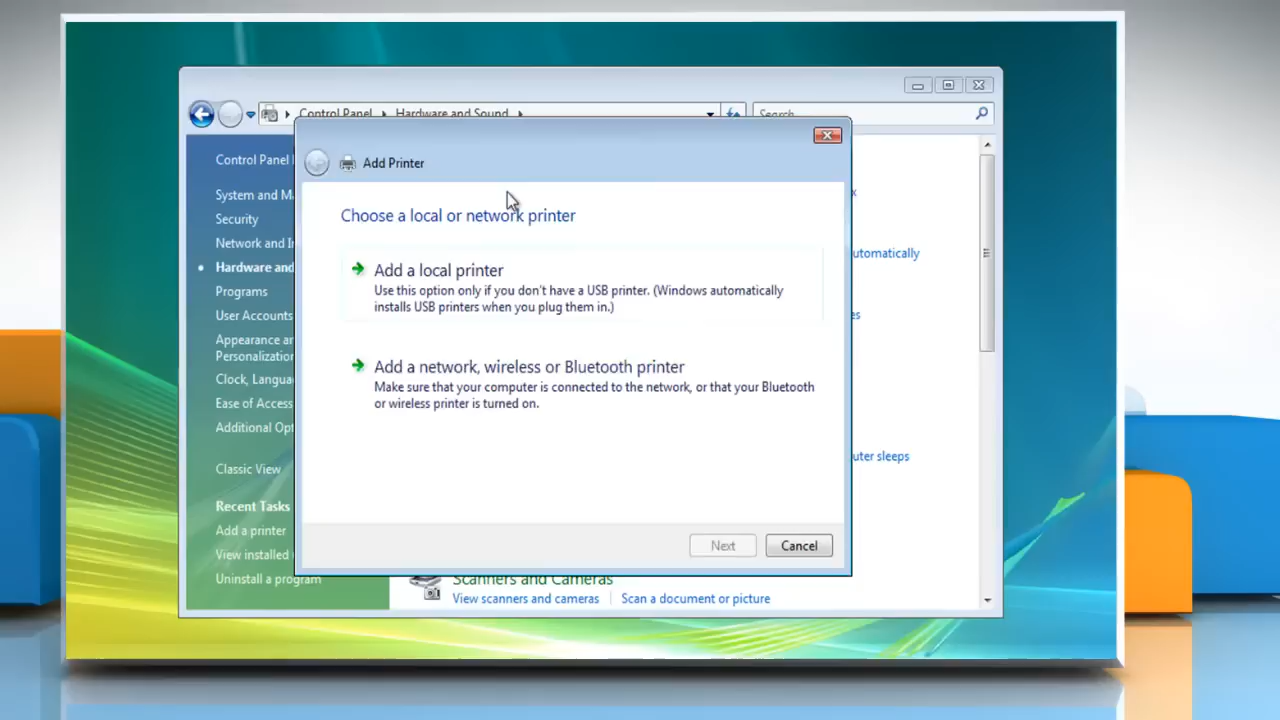 Control Panel Hardware and Sound Search
Add Printer
Choose a local or network printer
Add a local printer
Use this option only if you don't have a USB printer. (Windows automatically
installs USB printers when you plug them in.)
Add a network, wireless or Bluetooth printer
Make sure that your computer is connected to the network, or that your Bluetooth
or wireless printer is turned on.
Next Cancel
Control Panel
System and
Security
Network and
Hardware and
Programs
User Accounts
Appearance
Personalization
Clock,
Ease of Access
Additional
Classic View
Recent Tasks
Add a printer
View installed
Uninstall a program
utomatically
uter sleeps
Scanners and Cameras
View scanners and cameras Scan a document or picture